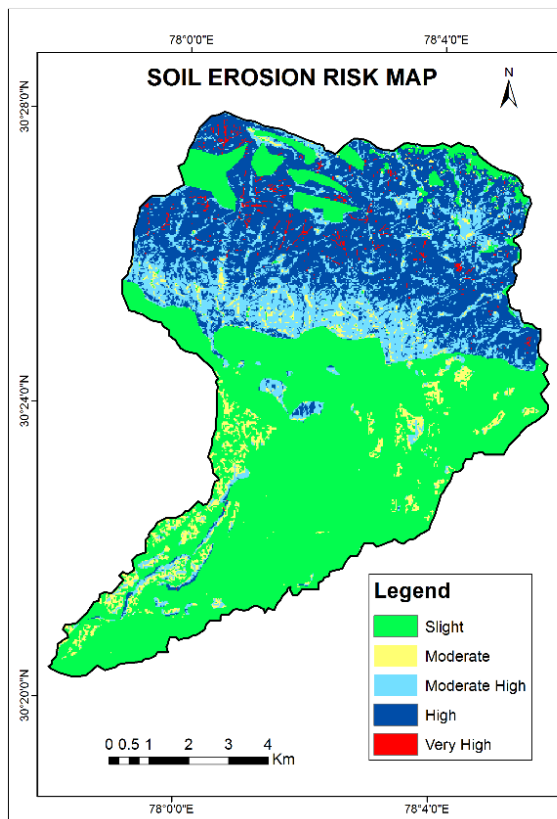 78°0'0"E 78°4'0"E
SOIL EROSION RISK MAP
N
30°28'0"N
30°24'0"N
30°20'0"N
Legend
Slight
Moderate
Moderate High
High
Very High
0 0.5 1 2 3 4
Km
78°0'0"E 78°4'0"E